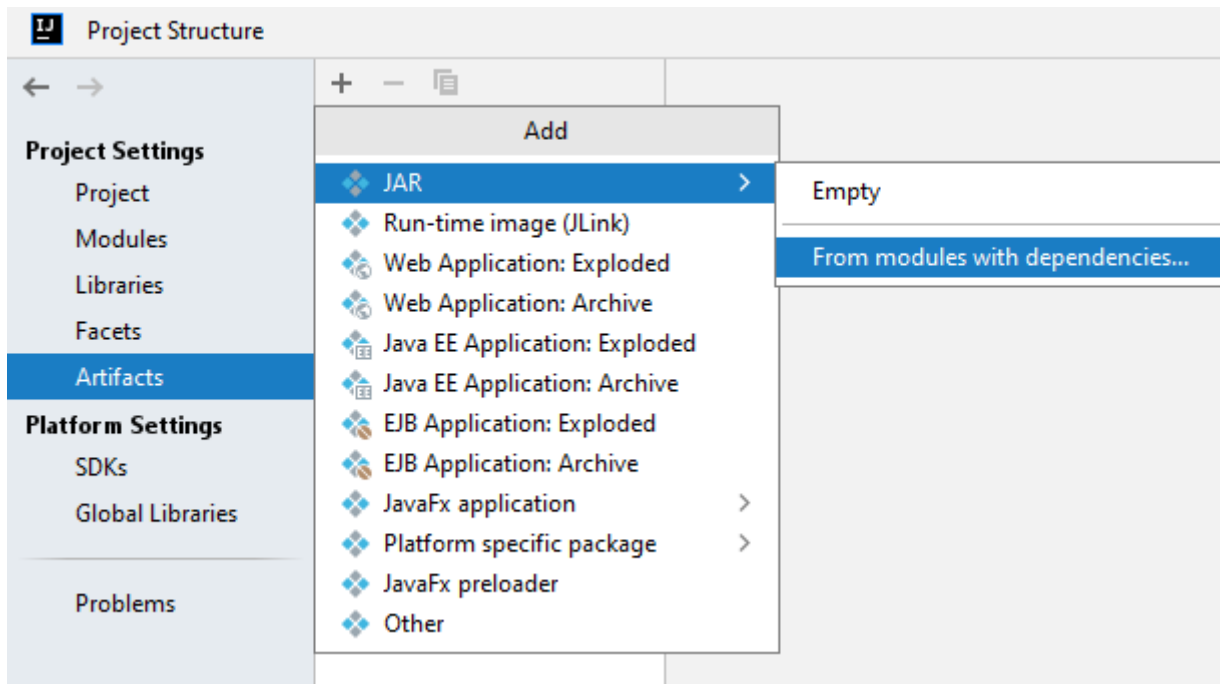 IJ
Project Structure
Project Settings
Project
Modules
Libraries
Facets
Artifacts
Platform Settings
SDKs
Global Libraries
Problems
Add
JAR
Run-time image (JLink)
Web Application: Exploded
Web Application: Archive
Java EE Application: Exploded
Java EE Application: Archive
EJB Application: Exploded
EJB Application: Archive
JavaFx application
Platform specific package
JavaFx preloader
Other
Empty
From modules with dependencies...